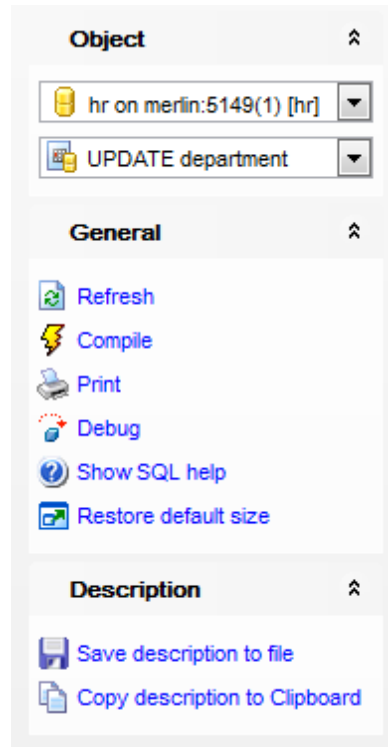 Object
hr on merlin:5149(1) [hr]
UPDATE department
General
Refresh
Compile
Print
Debug
Show SQL help
Restore default size
Description
Save description to file
Copy description to Clipboard